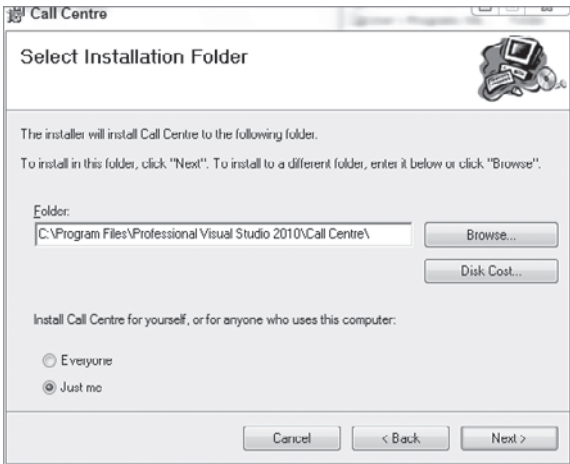 Call Centre
Select Installation Folder
The installer will install Call Centre to the following folder.
To install in this folder, click "Next". To install to a different folder, enter it below or click "Browse".
Folder:
C:\Program Files\Professional Visual Studio 2010\Call Centre\
Browse...
Disk Cost...
Install Call Centre for yourself, or for anyone who uses this computer:
Everyone
Just me
Cancel
< Back
Next >